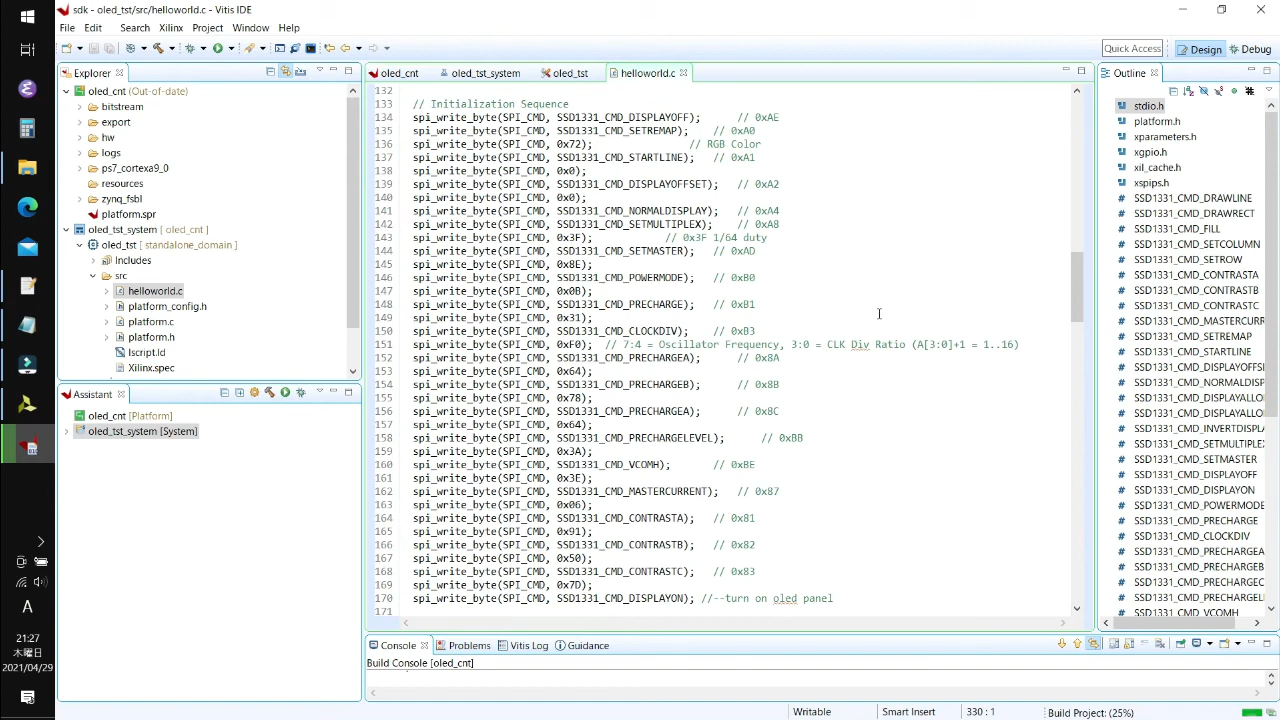 sdk - oled_tst/src/helloworld.c - Vitis IDE
File Edit Search Xilinx Project Window Help
Quick Access Design Debug
Explorer
oled_cnt (Out-of-date)
bitstream
export
hw
logs
ps7_cortexa9_0
resources
zynq_fsbl
platform.spr
oled_tst_system [ oled_cnt ]
oled_tst [ standalone_domain ]
Includes
src
helloworld.c
platform_config.h
platform.c
platform.h
lscript.ld
Xilinx.spec
Assistant
oled_cnt [Platform]
oled_tst_system [System]
oled_cnt oled_tst_system oled_tst helloworld.c
132
133 // Initialization Sequence
134 spi_write_byte(SPI_CMD, SSD1331_CMD_DISPLAYOFF); // 0xAE
135 spi_write_byte(SPI_CMD, SSD1331_CMD_SETREMAP); // 0xA0
136 spi_write_byte(SPI_CMD, 0x72); // RGB Color
137 spi_write_byte(SPI_CMD, SSD1331_CMD_STARTLINE); // 0xA1
138 spi_write_byte(SPI_CMD, 0x0);
139 spi_write_byte(SPI_CMD, SSD1331_CMD_DISPLAYOFFSET); // 0xA2
140 spi_write_byte(SPI_CMD, 0x0);
141 spi_write_byte(SPI_CMD, SSD1331_CMD_NORMALDISPLAY); // 0xA4
142 spi_write_byte(SPI_CMD, SSD1331_CMD_SETMULTIPLEX); // 0xA8
143 spi_write_byte(SPI_CMD, 0x3F); // 0x3F 1/64 duty
144 spi_write_byte(SPI_CMD, SSD1331_CMD_SETMASTER); // 0xAD
145 spi_write_byte(SPI_CMD, 0x8E);
146 spi_write_byte(SPI_CMD, SSD1331_CMD_POWERMODE); // 0xB0
147 spi_write_byte(SPI_CMD, 0x0B);
148 spi_write_byte(SPI_CMD, SSD1331_CMD_PRECHARGE); // 0xB1
149 spi_write_byte(SPI_CMD, 0x31);
150 spi_write_byte(SPI_CMD, SSD1331_CMD_CLOCKDIV); // 0xB3
151 spi_write_byte(SPI_CMD, 0xF0); // 7:4 = Oscillator Frequency, 3:0 = CLK Div Ratio (A[3:0]+1 = 1..16)
152 spi_write_byte(SPI_CMD, SSD1331_CMD_PRECHARGEA); // 0x8A
153 spi_write_byte(SPI_CMD, 0x64);
154 spi_write_byte(SPI_CMD, SSD1331_CMD_PRECHARGEB); // 0x8B
155 spi_write_byte(SPI_CMD, 0x78);
156 spi_write_byte(SPI_CMD, SSD1331_CMD_PRECHARGEA); // 0x8C
157 spi_write_byte(SPI_CMD, 0x64);
158 spi_write_byte(SPI_CMD, SSD1331_CMD_PRECHARGELEVEL); // 0xBB
159 spi_write_byte(SPI_CMD, 0x3A);
160 spi_write_byte(SPI_CMD, SSD1331_CMD_VCOMH); // 0xBE
161 spi_write_byte(SPI_CMD, 0x3E);
162 spi_write_byte(SPI_CMD, SSD1331_CMD_MASTERCURRENT); // 0x87
163 spi_write_byte(SPI_CMD, 0x06);
164 spi_write_byte(SPI_CMD, SSD1331_CMD_CONTRASTA); // 0x81
165 spi_write_byte(SPI_CMD, 0x91);
166 spi_write_byte(SPI_CMD, SSD1331_CMD_CONTRASTB); // 0x82
167 spi_write_byte(SPI_CMD, 0x50);
168 spi_write_byte(SPI_CMD, SSD1331_CMD_CONTRASTC); // 0x83
169 spi_write_byte(SPI_CMD, 0x7D);
170 spi_write_byte(SPI_CMD, SSD1331_CMD_DISPLAYON); //--turn on oled panel
171
Outline
stdio.h
platform.h
xparameters.h
xgpio.h
xil_cache.h
xspips.h
# SSD1331_CMD_DRAWLINE
# SSD1331_CMD_DRAWRECT
# SSD1331_CMD_FILL
# SSD1331_CMD_SETCOLUMN
# SSD1331_CMD_SETROW
# SSD1331_CMD_CONTRASTA
# SSD1331_CMD_CONTRASTB
# SSD1331_CMD_CONTRASTC
# SSD1331_CMD_MASTERCURR
# SSD1331_CMD_SETREMAP
# SSD1331_CMD_STARTLINE
# SSD1331_CMD_DISPLAYOFFS
# SSD1331_CMD_NORMALDISP
# SSD1331_CMD_DISPLAYALLO
# SSD1331_CMD_DISPLAYALLO
# SSD1331_CMD_INVERTDISPL
# SSD1331_CMD_SETMULTIPLE
# SSD1331_CMD_SETMASTER
# SSD1331_CMD_DISPLAYOFF
# SSD1331_CMD_DISPLAYON
# SSD1331_CMD_POWERMODE
# SSD1331_CMD_PRECHARGE
# SSD1331_CMD_CLOCKDIV
# SSD1331_CMD_PRECHARGEA
# SSD1331_CMD_PRECHARGEB
# SSD1331_CMD_PRECHARGEC
# SSD1331_CMD_PRECHARGEL
# SSD1331_CMD_VCOMH
Console Problems Vitis Log Guidance
Build Console [oled_cnt]
Writable Smart Insert 330 : 1 Build Project: (25%)
A
21:27
木曜日
2021/04/29